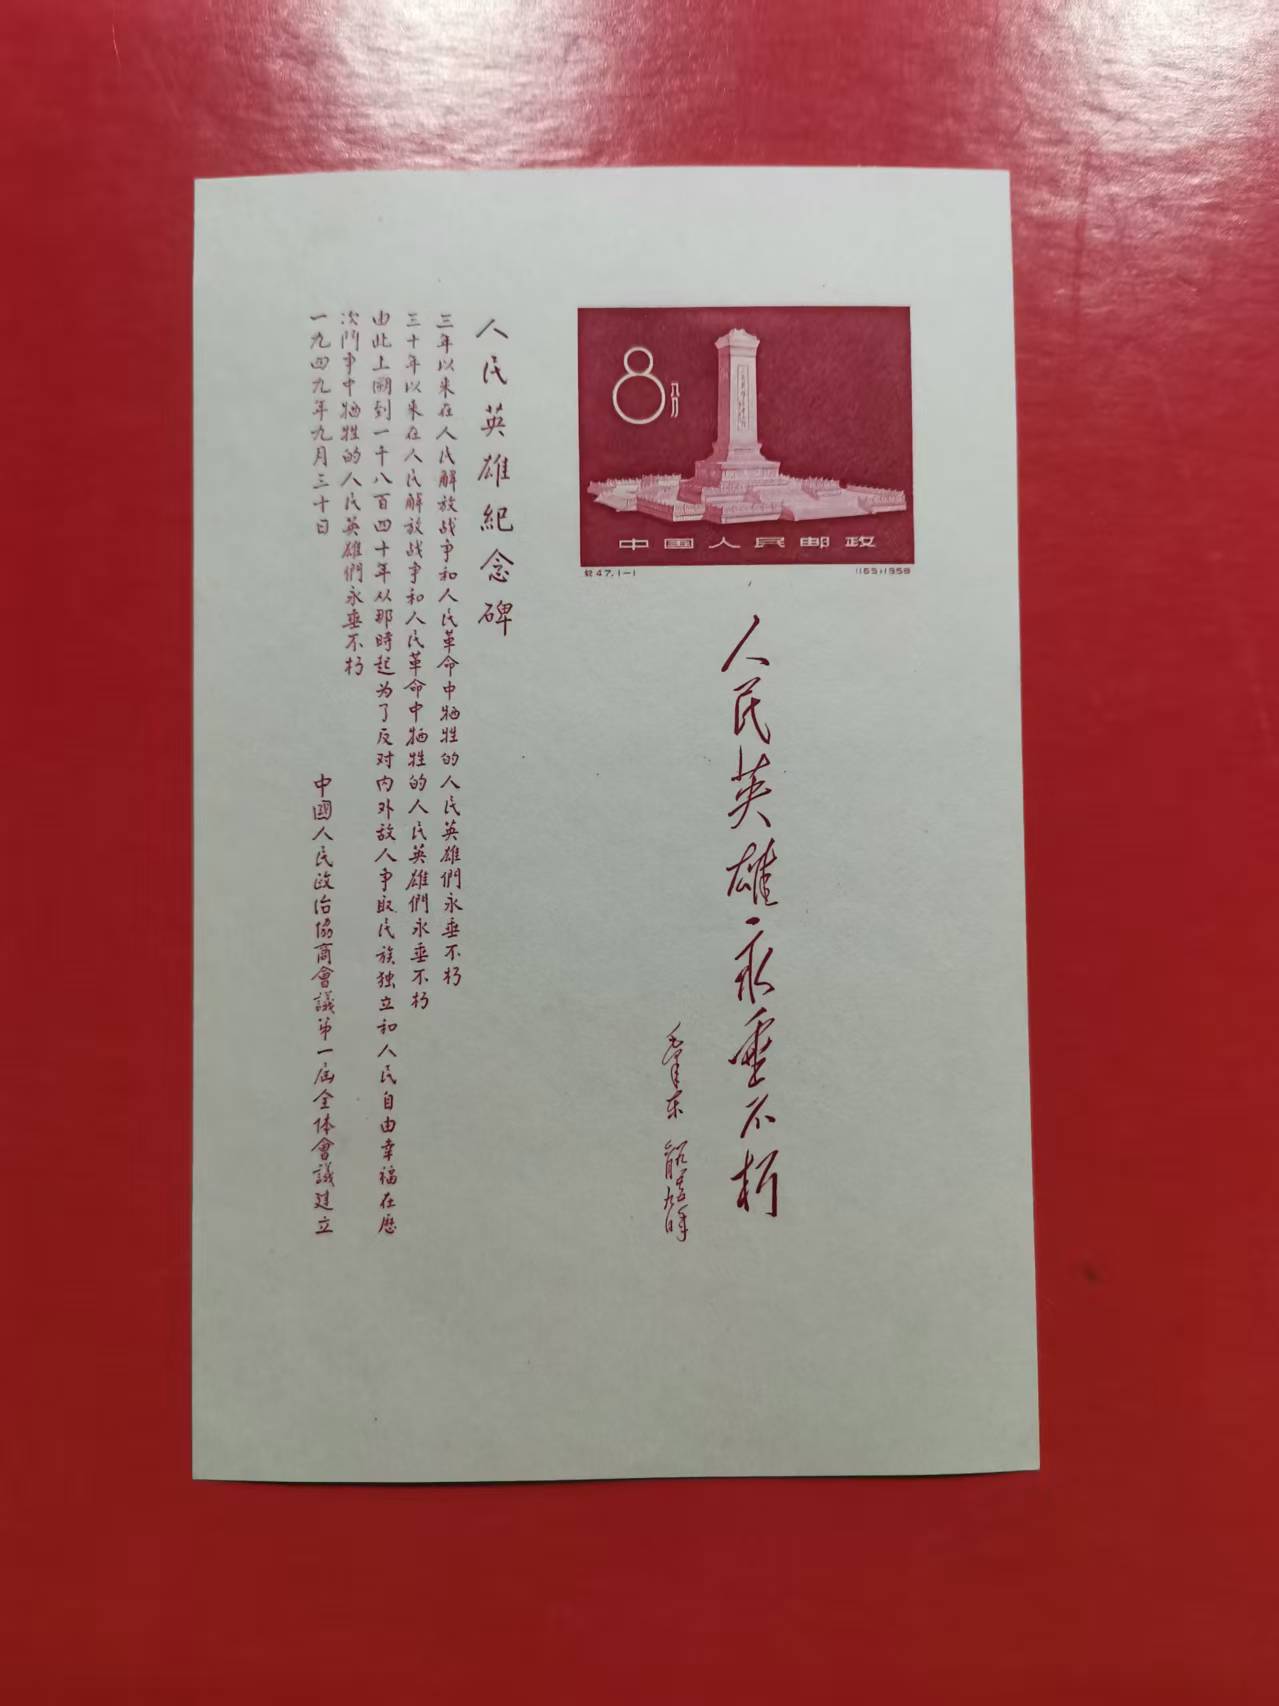 8分
中国人民邮政
纪47.1-1
(165)1958
人民英雄永垂不朽
毛泽东
人民英雄紀念碑
三年以来在人民解放战争和人民革命中牺牲的人民英雄們永垂不朽
三十年以来在人民解放战争和人民革命中牺牲的人民英雄們永垂不朽
由此上溯到一千八百四十年从那時起为了反对内外敌人争取民族独立和人民自由幸福在歷
次鬥争中牺牲的人民英雄們永垂不朽
一九四九年九月三十日
中國人民政治協商會議第一届全体會議建立